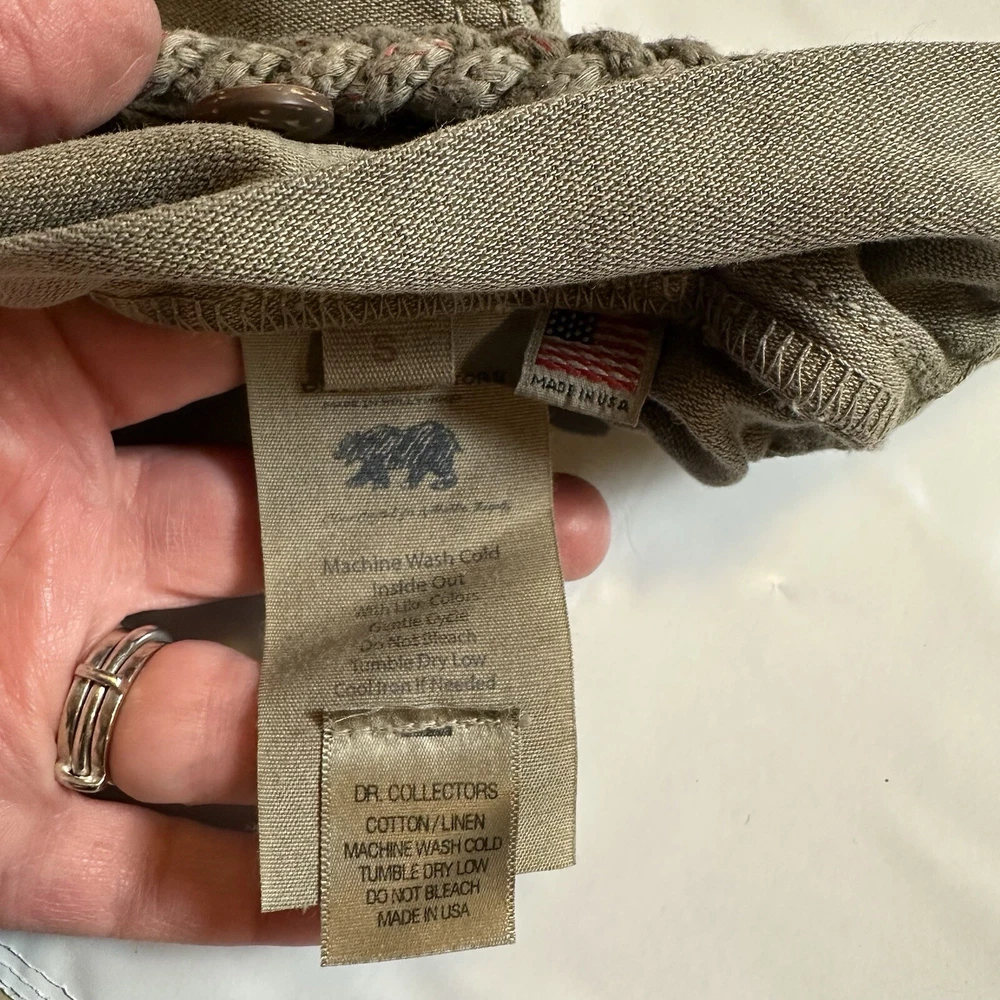 S
MADE IN USA
Machine Wash Cold
Inside Out
With Like Colors
Gentle Cycle
Do Not Bleach
Tumble Dry Low
Cool Iron If Needed
DR. COLLECTORS
COTTON/LINEN
MACHINE WASH COLD
TUMBLE DRY LOW
DO NOT BLEACH
MADE IN USA